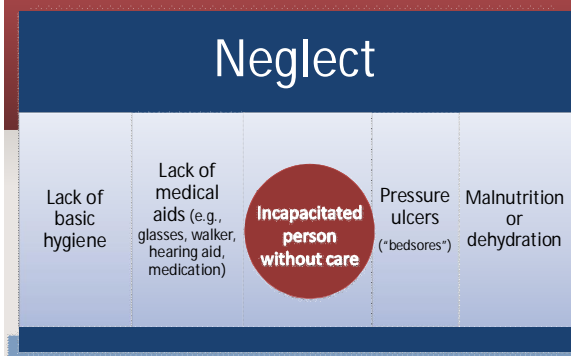 Neglect
Lack of
basic
hygiene
Lack of
medical
aids (e.g.,
glasses, walker,
hearing aid,
medication)
Incapacitated
person
without care
Pressure
ulcers
("bedsores")
Malnutrition
or
dehydration